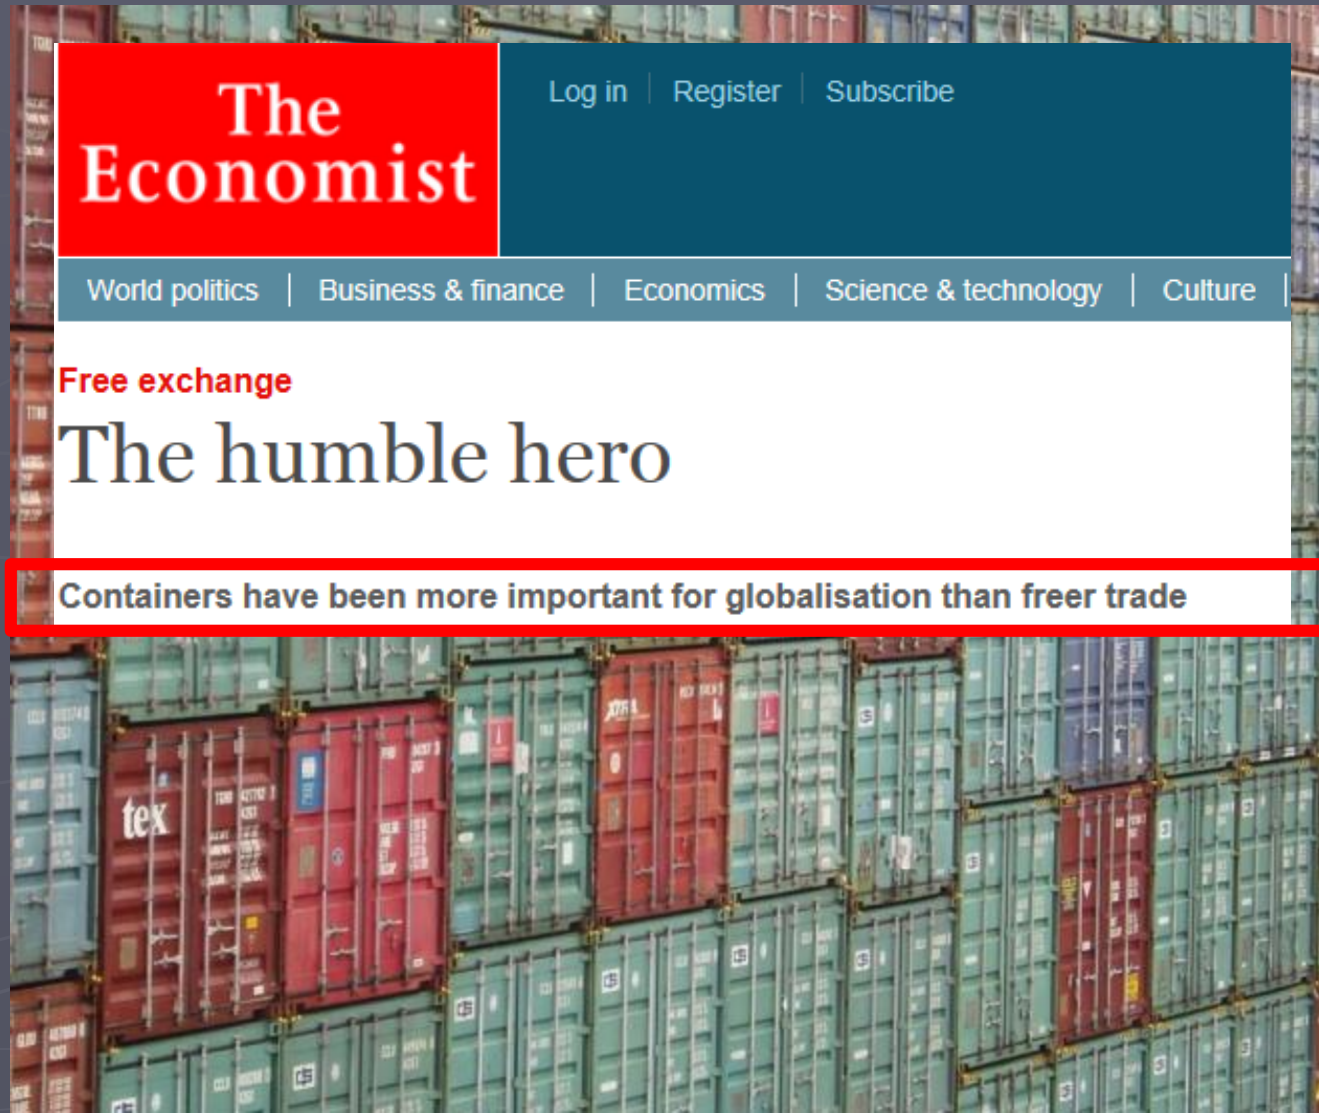 The
Economist
Log in
Register
Subscribe
World politics
Business & finance
Economics
Science & technology
Culture
Free exchange
The humble hero
Containers have been more important for globalisation than freer trade
tex
XTRA